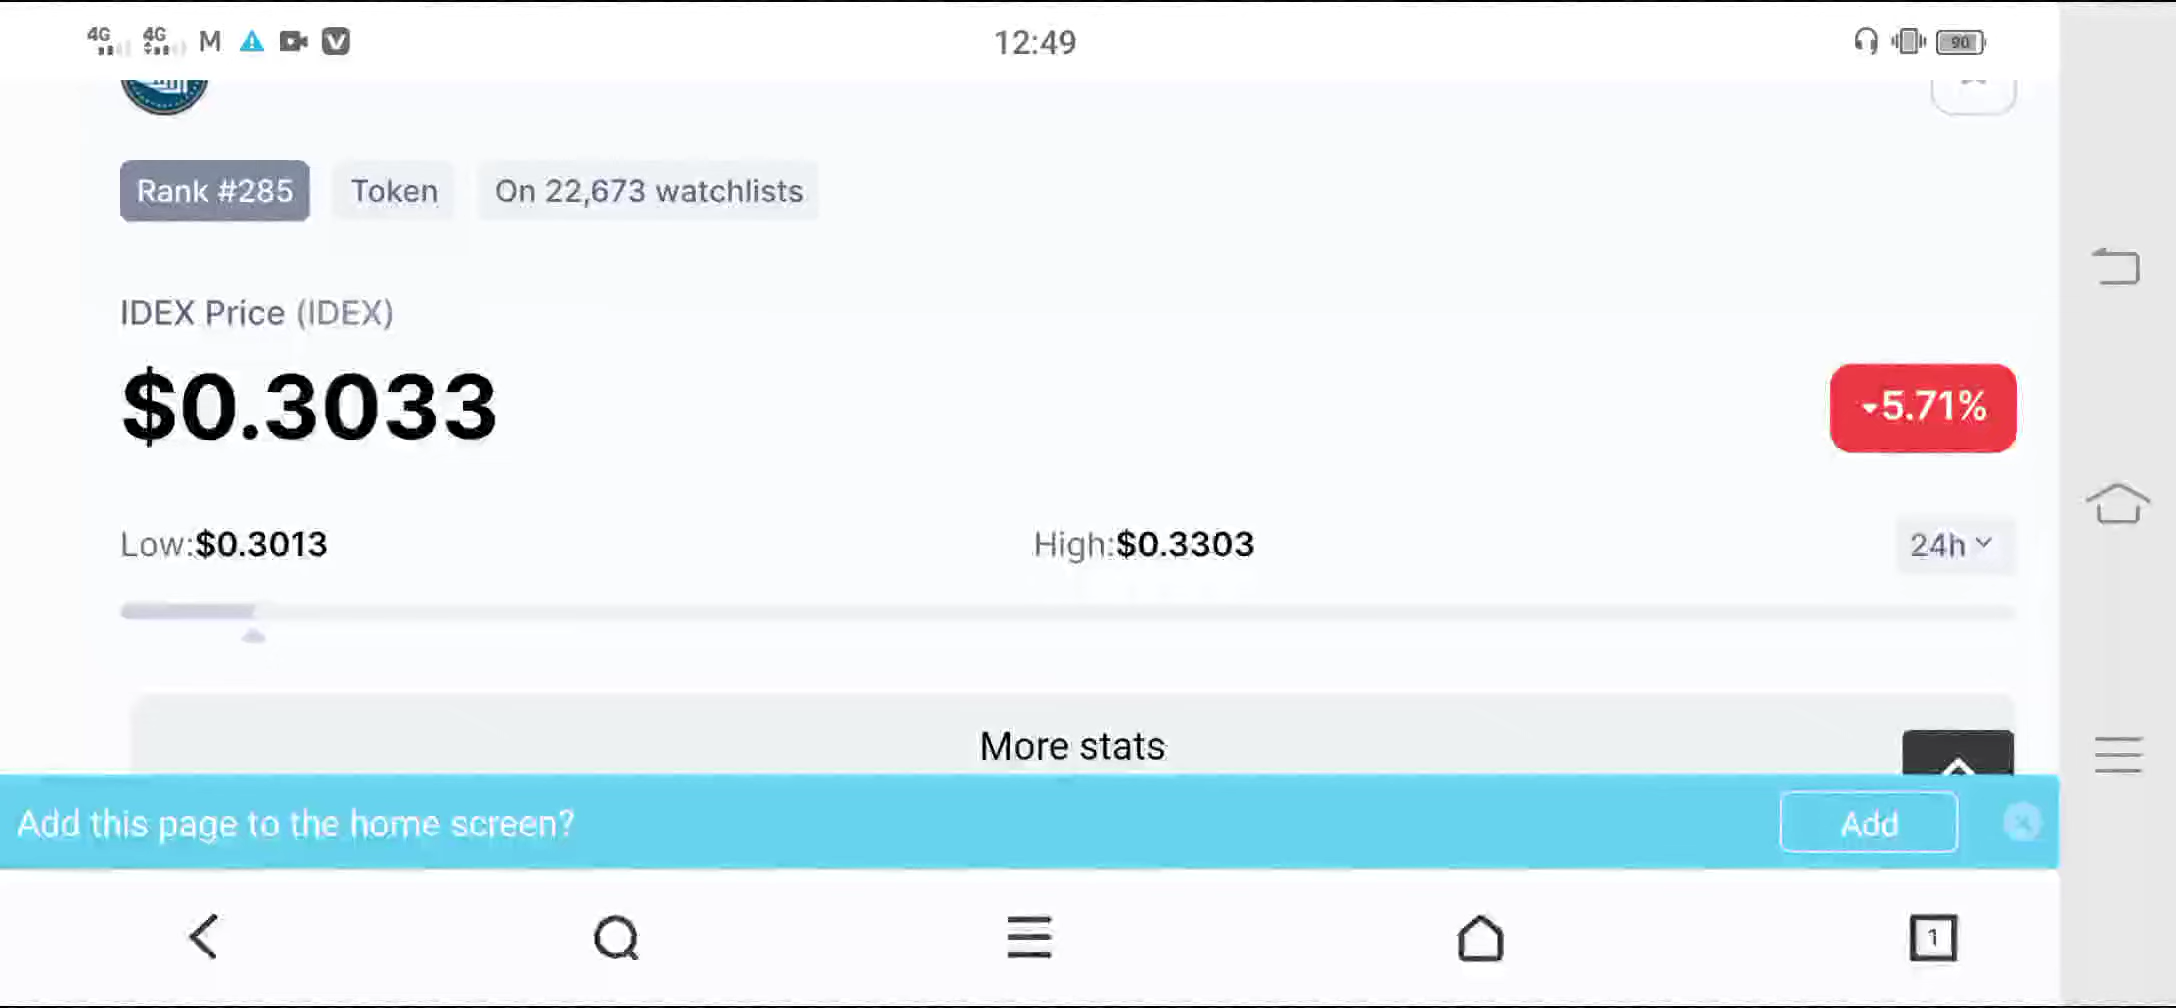 4G 4G M V 12:49 90
Rank #285 Token On 22,673 watchlists
IDEX Price (IDEX)
$0.3033
5.71%
Low:$0.3013 High:$0.3303 24h
More stats
Add this page to the home screen? Add
1